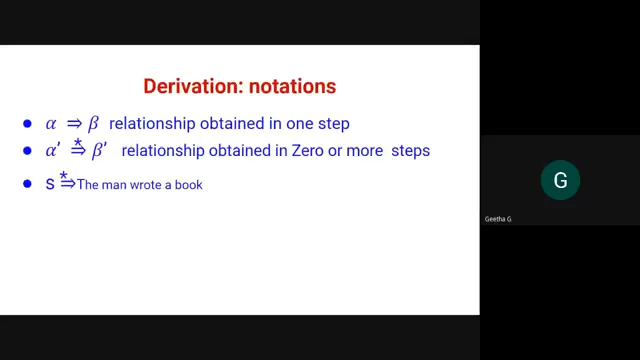 Derivation: notations
● α ⇒ β relationship obtained in one step
● α’ ⇒* β’ relationship obtained in Zero or more steps
● S ⇒* The man wrote a book
G
Geetha G